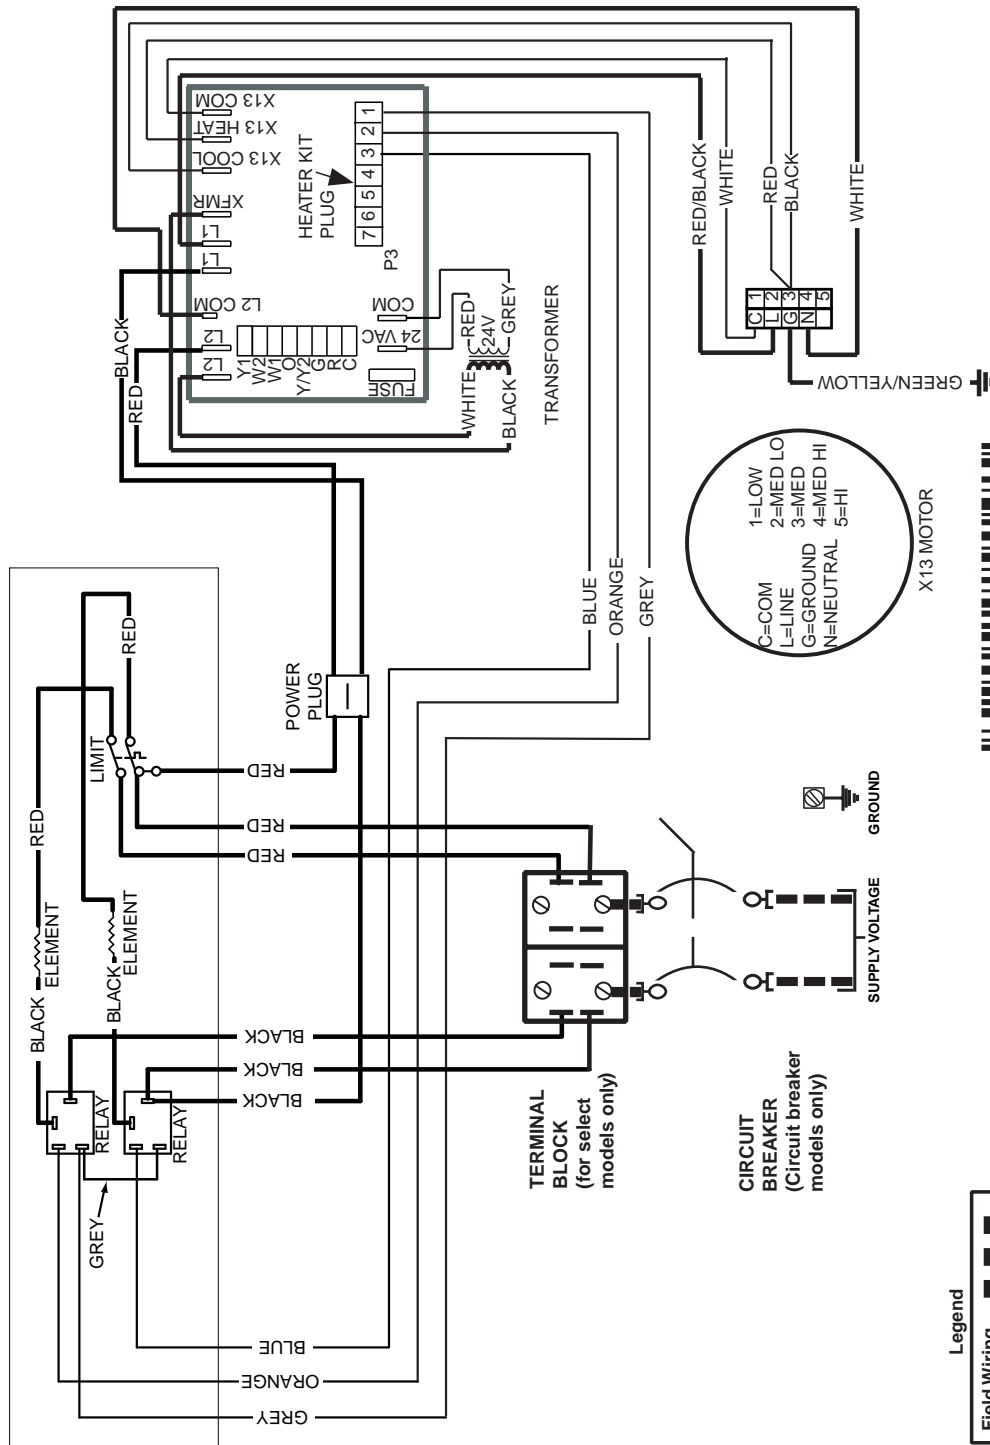 X13 COM
X13 HEAT
X13 COOL
XFMR
L1
L1
L2 COM
L2
L2
HEATER KIT
PLUG
1
2
3
4
5
6
7
P3
Y1
W2
W1
O
Y/Y2
G
R
C
COM
24 VAC
FUSE
BLACK
RED
WHITE
BLACK
RED
24V
GREY
TRANSFORMER
RED/BLACK
WHITE
RED
BLACK
WHITE
C 1
L 2
G 3
N 4
5
GREEN/YELLOW
C=COM
L=LINE
G=GROUND
N=NEUTRAL
1=LOW
2=MED LO
3=MED
4=MED HI
5=HI
X13 MOTOR
BLUE
ORANGE
GREY
POWER
PLUG
LIMIT
RED
RED
RED
RED
RED
ELEMENT
ELEMENT
BLACK
BLACK
BLACK
BLACK
BLACK
RELAY
RELAY
GREY
BLUE
ORANGE
GREY
TERMINAL
BLOCK
(for select
models only)
CIRCUIT
BREAKER
(Circuit breaker
models only)
SUPPLY VOLTAGE
GROUND
Legend
Field Wiring